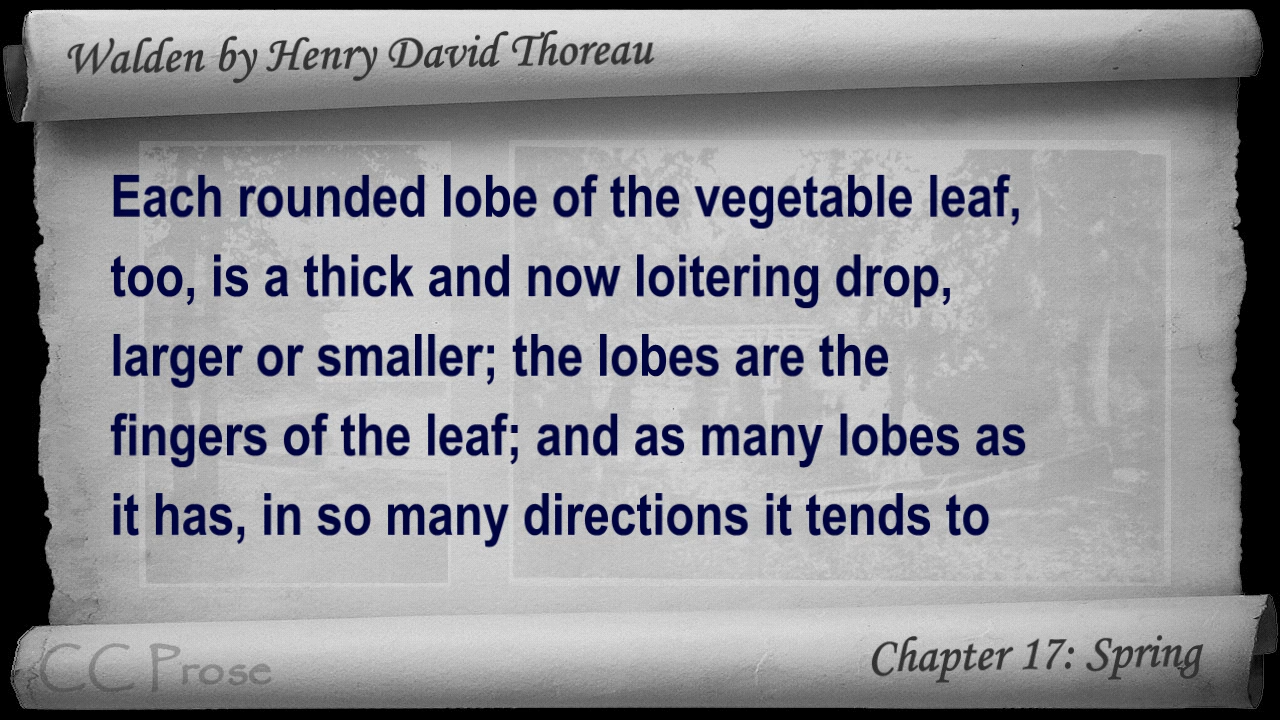 Walden by Henry David Thoreau
Each rounded lobe of the vegetable leaf,
too, is a thick and now loitering drop,
larger or smaller; the lobes are the
fingers of the leaf; and as many lobes as
it has, in so many directions it tends to
CC Prose
Chapter 17: Spring